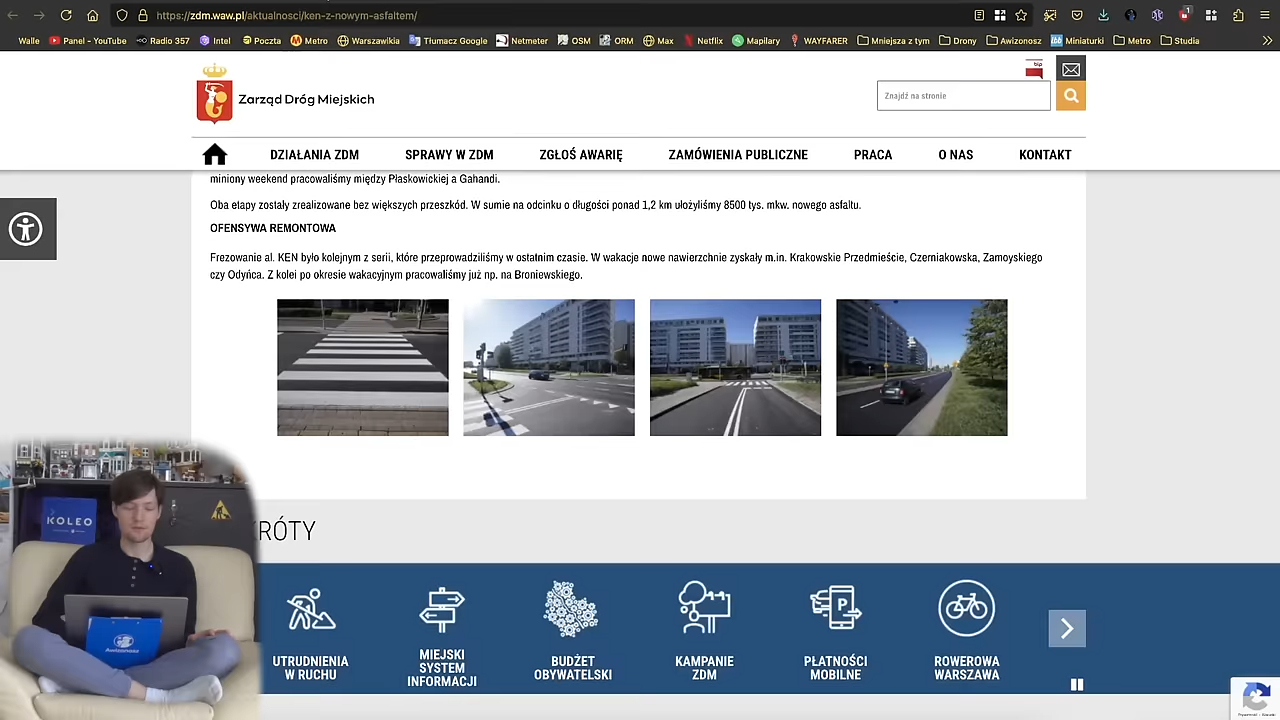 https://zdm.waw.pl/aktualnosci/ken-z-nowym-asfaltem/
Walle Panel - YouTube Radio 357 Intel Poczta Metro Warszawikia Tłumacz Google Netmeter OSM ORM Max Netflix Mapilary WAYFARER Mniejsza z tym Drony Awizonosz Miniaturki Metro Studia
bip
Zarząd Dróg Miejskich
Znajdź na stronie
DZIAŁANIA ZDM SPRAWY W ZDM ZGŁOŚ AWARIĘ ZAMÓWIENIA PUBLICZNE PRACA O NAS KONTAKT
miniony weekend pracowaliśmy między Płaskowickiej a Gahandi.
Oba etapy zostały zrealizowane bez większych przeszkód. W sumie na odcinku o długości ponad 1,2 km ułożyliśmy 8500 tys. mkw. nowego asfaltu.
OFENSYWA REMONTOWA
Frezowanie al. KEN było kolejnym z serii, które przeprowadziliśmy w ostatnim czasie. W wakacje nowe nawierzchnie zyskały m.in. Krakowskie Przedmieście, Czerniakowska, Zamoyskiego
czy Odyńca. Z kolei po okresie wakacyjnym pracowaliśmy już np. na Broniewskiego.
KOLEO
RÓTY
P
UTRUDNIENIA
W RUCHU
MIEJSKI
SYSTEM
INFORMACJI
BUDŻET
OBYWATELSKI
KAMPANIE
ZDM
PŁATNOŚCI
MOBILNE
ROWEROWA
WARSZAWA